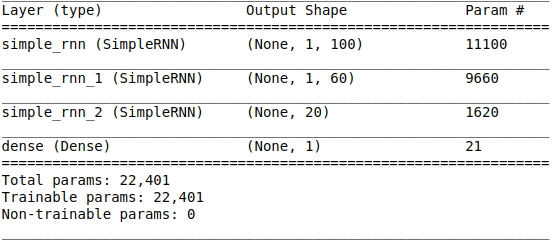 Layer (type) Output Shape Param #
=================================================================
simple_rnn (SimpleRNN) (None, 1, 100) 11100
_________________________________________________________________
simple_rnn_1 (SimpleRNN) (None, 1, 60) 9660
_________________________________________________________________
simple_rnn_2 (SimpleRNN) (None, 20) 1620
_________________________________________________________________
dense (Dense) (None, 1) 21
=================================================================
Total params: 22,401
Trainable params: 22,401
Non-trainable params: 0
_________________________________________________________________